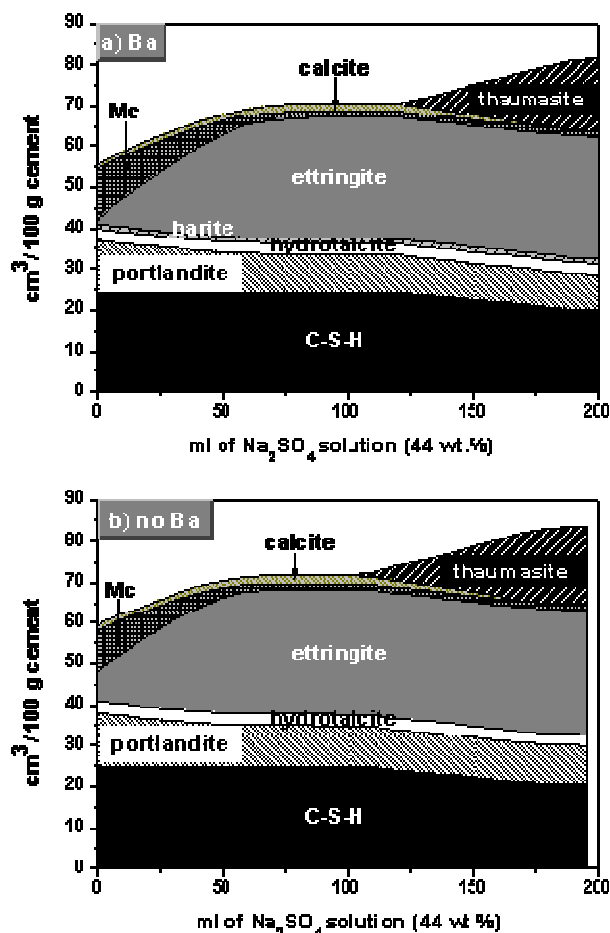 a) Ba
90
80
70
60
50
40
30
20
10
0
cm3/100 g cement
calcite
Mc
thaumasite
ettringite
barite
hydrotalcite
portlandite
C-S-H
0 50 100 150 200
ml of Na2SO4 solution (44 wt.%)
b) no Ba
90
80
70
60
50
40
30
20
10
0
cm3/100 g cement
calcite
Mc
thaumasite
ettringite
hydrotalcite
portlandite
C-S-H
0 50 100 150 200
ml of Na2SO4 solution (44 wt.%)